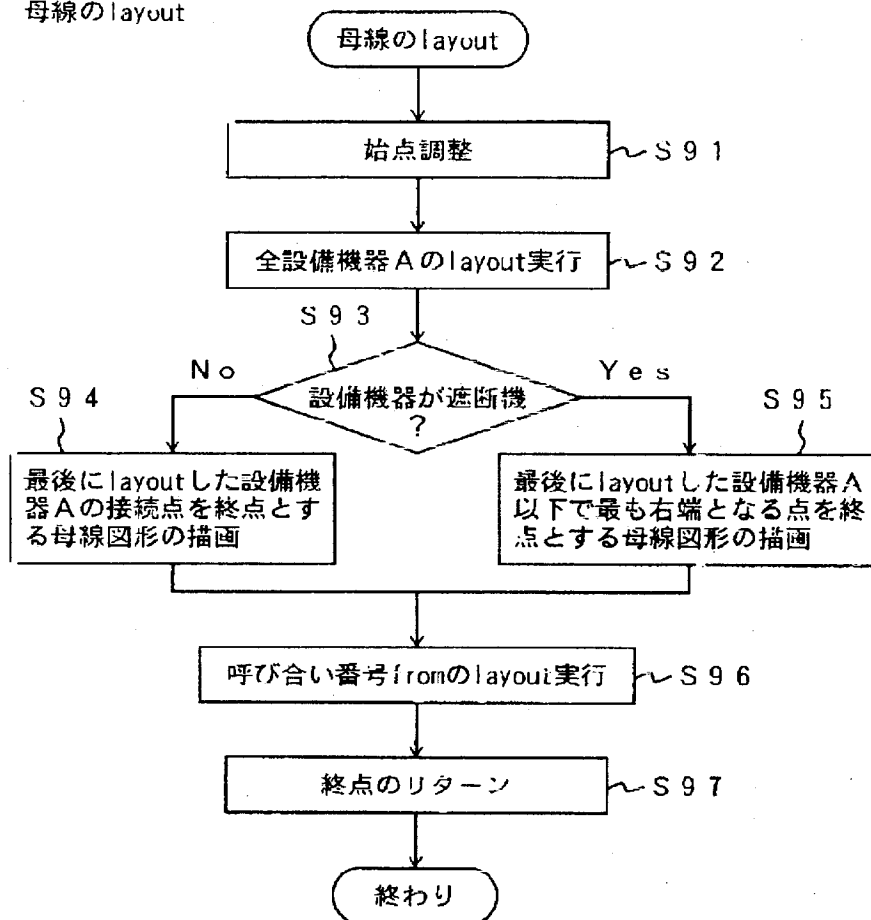 母線のlayout
母線のlayout
始点調整
S91
全設備機器Aのlayout実行
S92
S93
No
Yes
設備機器が遮断機
?
S94
S95
最後にlayoutした設備機
器Aの接続点を終点とす
る母線図形の描画
最後にlayoutした設備機器A
以下で最も右端となる点を終
点とする母線図形の描画
呼び合い番号fromのlayout実行
S96
終点のリターン
S97
終わり